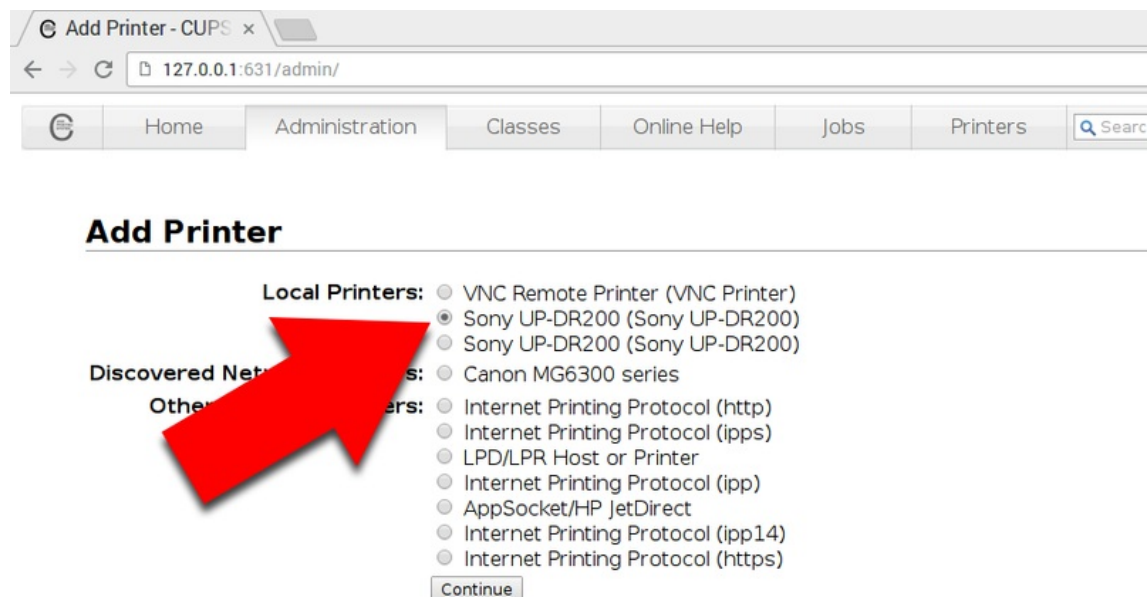 Add Printer - CUPS
127.0.0.1:631/admin/
Home Administration Classes Online Help Jobs Printers Searc
Add Printer
Local Printers: VNC Remote Printer (VNC Printer)
Sony UP-DR200 (Sony UP-DR200)
Sony UP-DR200 (Sony UP-DR200)
Discovered Net s: Canon MG6300 series
Othe ers: Internet Printing Protocol (http)
Internet Printing Protocol (ipps)
LPD/LPR Host or Printer
Internet Printing Protocol (ipp)
AppSocket/HP JetDirect
Internet Printing Protocol (ipp14)
Internet Printing Protocol (https)
Continue